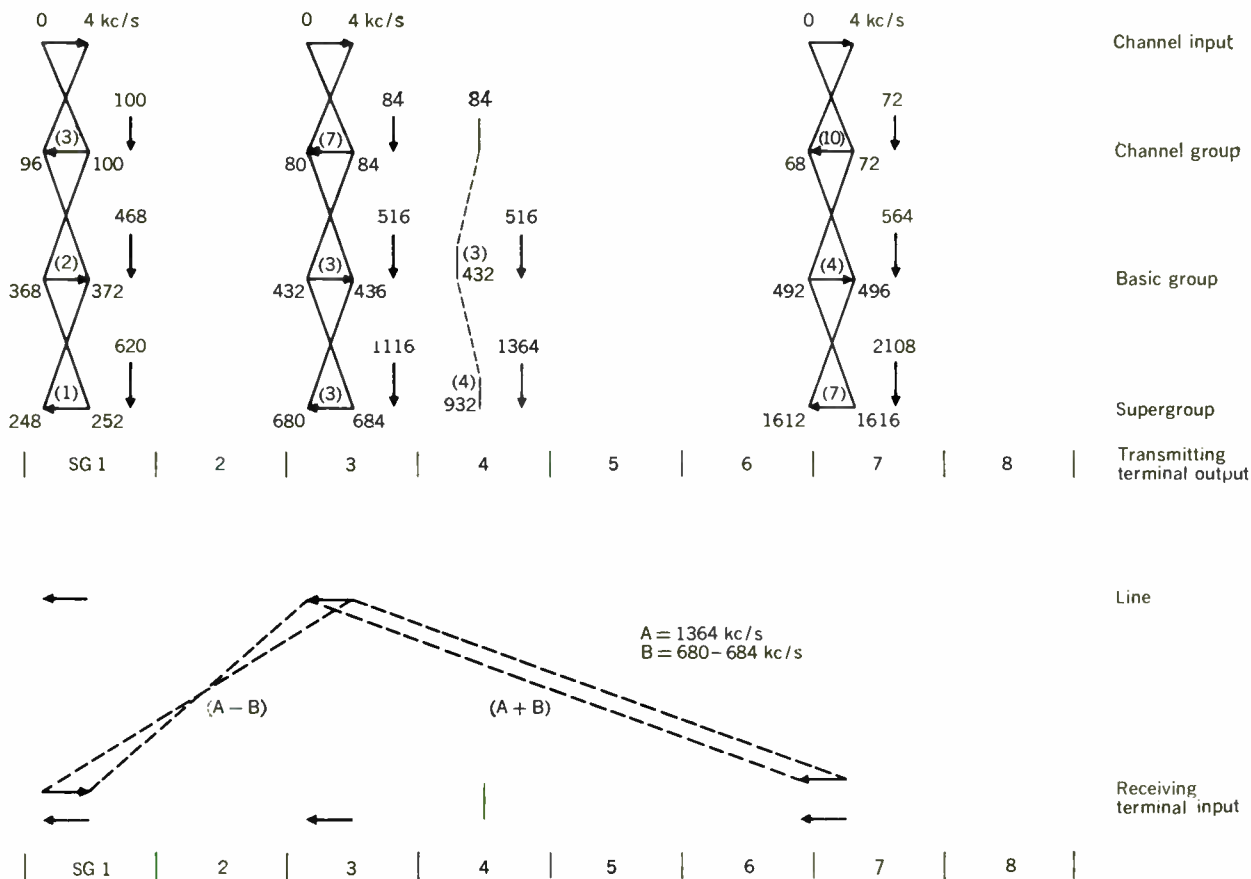 0 4 kc/s 0 4 kc/s 0 4 kc/s
Channel input
100 84 84 72
(3) (7) (10)
96 100 80 84 68 72
Channel group
468 516 516 564
(2) (3) (3) (4)
368 372 432 436 432 492 496
Basic group
620 1116 1364 2108
(1) (3) (4) (7)
248 252 680 684 932 1612 1616
Supergroup
SG 1 2 3 4 5 6 7 8
Transmitting
terminal output
Line
A = 1364 kc/s
B = 680–684 kc/s
(A – B) (A + B)
Receiving
terminal input
SG 1 2 3 4 5 6 7 8